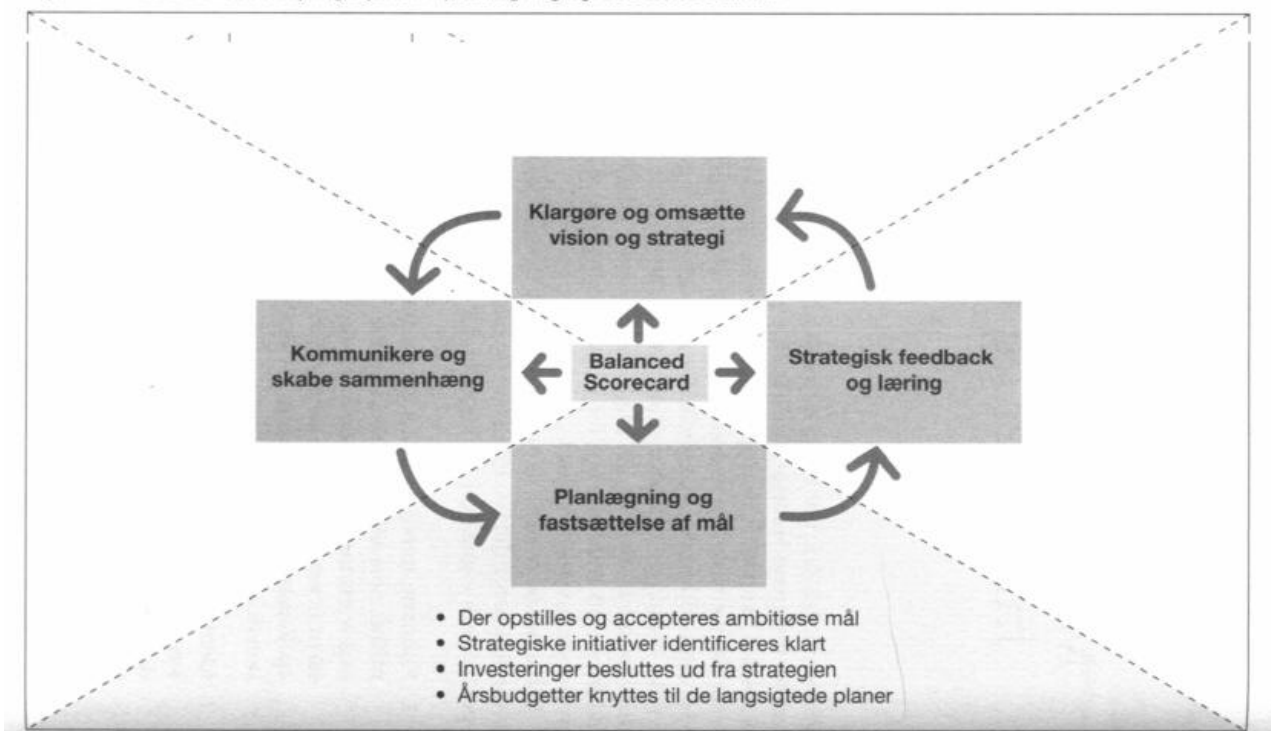 Klargøre og omsætte
vision og strategi
Kommunikere og
skabe sammenhæng
Balanced
Scorecard
Strategisk feedback
og læring
Planlægning og
fastsættelse af mål
• Der opstilles og accepteres ambitiøse mål
• Strategiske initiativer identificeres klart
• Investeringer besluttes ud fra strategien
• Årsbudgetter knyttes til de langsigtede planer